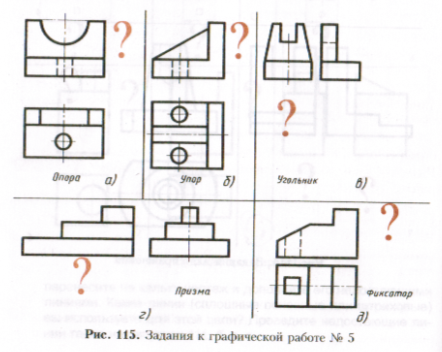 ?
?
?
Опора
а)
Упор
б)
Угольник
в)
?
?
Призма
г)
д)
Фиксатор
Рис. 115. Задания к графической работе № 5